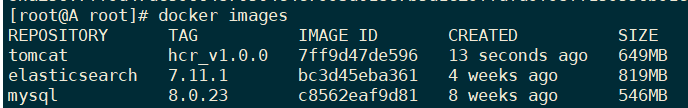 [root@A root]# docker images
REPOSITORY TAG IMAGE ID CREATED SIZE
tomcat hcr_v1.0.0 7ff9d47de596 13 seconds ago 649MB
elasticsearch 7.11.1 bc3d45eba361 4 weeks ago 819MB
mysql 8.0.23 c8562eaf9d81 8 weeks ago 546MB